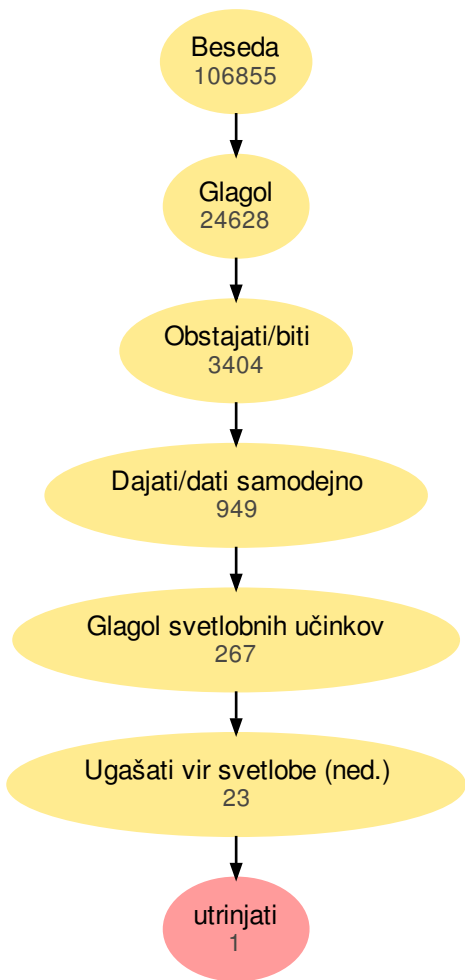 Beseda
106855
Glagol
24628
Obstajati/biti
3404
Dajati/dati samodejno
949
Glagol svetlobnih učinkov
267
Ugašati vir svetlobe (ned.)
23
utrinjati
1